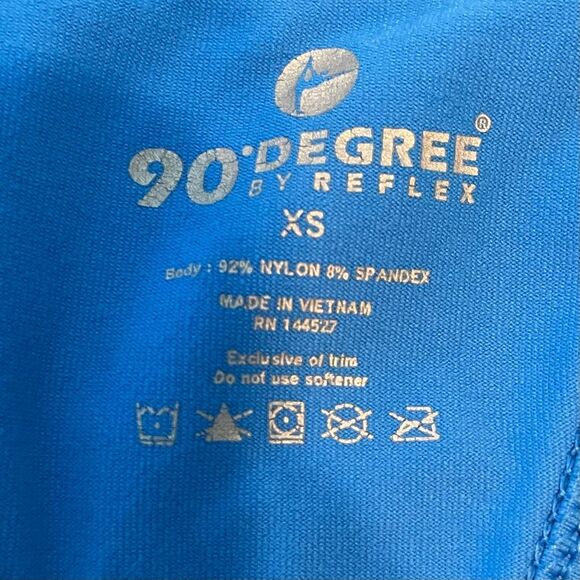 90°DEGREE®
BY REFLEX
XS
Body : 92% NYLON 8% SPANDEX
MADE IN VIETNAM
RN 144527
Exclusive of trim
Do not use softener